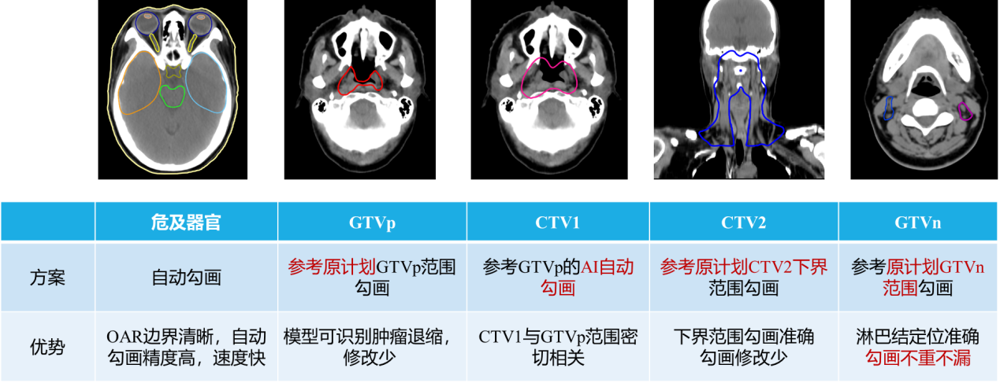 危及器官 GTVp CTV1 CTV2 GTVn
方案
自动勾画
参考原计划GTVp范围
勾画
参考GTVp的AI自动
勾画
参考原计划CTV2下界
范围勾画
参考原计划GTVn
范围勾画
优势
OAR边界清晰，自动
勾画精度高，速度快
模型可识别肿瘤退缩，
修改少
CTV1与GTVp范围密
切相关
下界范围勾画准确
勾画修改少
淋巴结定位准确
勾画不重不漏